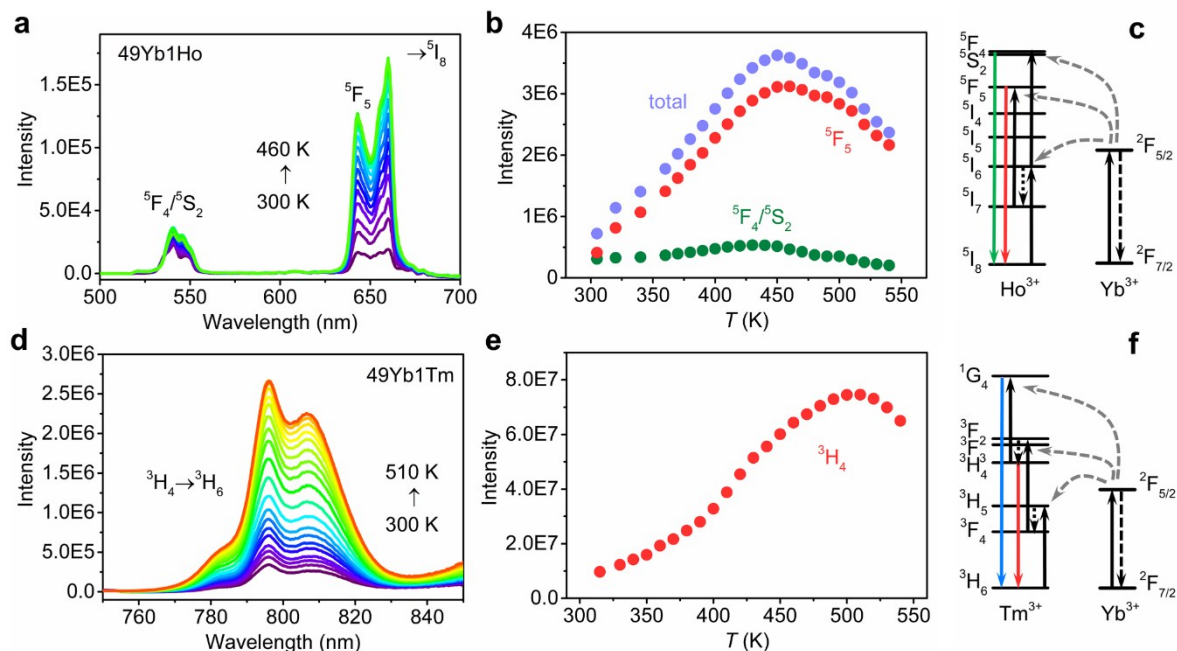 a
49Yb1Ho
→⁵I₈
⁵F₅
460 K
↑
300 K
⁵F₄/⁵S₂
1.5E5
1.0E5
5.0E4
0.0
Intensity
500 550 600 650 700
Wavelength (nm)
b
total
⁵F₅
⁵F₄/⁵S₂
4E6
3E6
2E6
1E6
0
Intensity
300 350 400 450 500 550
T (K)
c
⁵F₄
⁵S₂
⁵F₅
⁵I₄
⁵I₅
⁵I₆
⁵I₇
⁵I₈
²F₅/₂
²F₇/₂
Ho³⁺ Yb³⁺
d
49Yb1Tm
³H₄→³H₆
510 K
↑
300 K
3.0E6
2.5E6
2.0E6
1.5E6
1.0E6
5.0E5
0.0
Intensity
760 780 800 820 840
Wavelength (nm)
e
³H₄
8.0E7
6.0E7
4.0E7
2.0E7
0.0
Intensity
300 350 400 450 500 550
T (K)
f
¹G₄
³F₂
³F₃
³H₄
³H₅
³F₄
³H₆
²F₅/₂
²F₇/₂
Tm³⁺ Yb³⁺